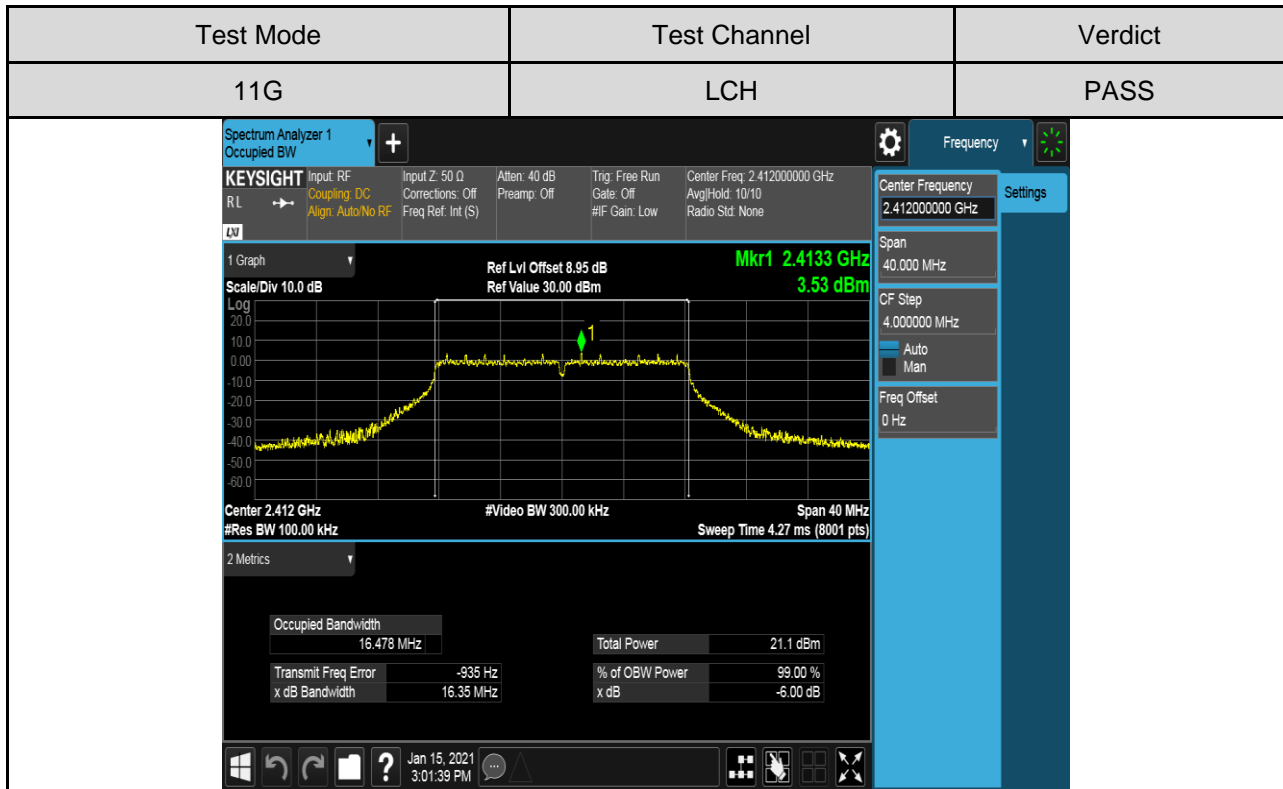 Test Mode Test Channel Verdict
11G LCH PASS
Spectrum Analyzer 1
Occupied BW
+
Frequency
KEYSIGHT
RL
LXI
Input: RF
Coupling: DC
Align: Auto/No RF
Input Z: 50 Ω
Corrections: Off
Freq Ref: Int (S)
Atten: 40 dB
Preamp: Off
Trig: Free Run
Gate: Off
#IF Gain: Low
Center Freq: 2.412000000 GHz
Avg|Hold: 10/10
Radio Std: None
Center Frequency
2.412000000 GHz
Settings
Span
40.000 MHz
CF Step
4.000000 MHz
Auto
Man
Freq Offset
0 Hz
1 Graph
Scale/Div 10.0 dB
Ref Lvl Offset 8.95 dB
Ref Value 30.00 dBm
Mkr1 2.4133 GHz
3.53 dBm
Log
20.0
10.0
0.00
-10.0
-20.0
-30.0
-40.0
-50.0
-60.0
1
Center 2.412 GHz
#Res BW 100.00 kHz
#Video BW 300.00 kHz
Span 40 MHz
Sweep Time 4.27 ms (8001 pts)
2 Metrics
Occupied Bandwidth
16.478 MHz
Total Power 21.1 dBm
Transmit Freq Error -935 Hz
% of OBW Power 99.00 %
x dB Bandwidth 16.35 MHz
x dB -6.00 dB
?
Jan 15, 2021
3:01:39 PM